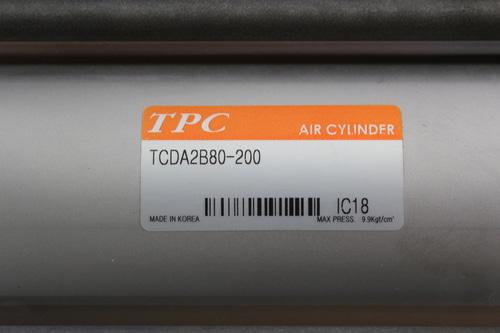 TPC AIR CYLINDER
TCDA2B80-200
IC18
MADE IN KOREA MAX PRESS. 9.9Kgf/cm²